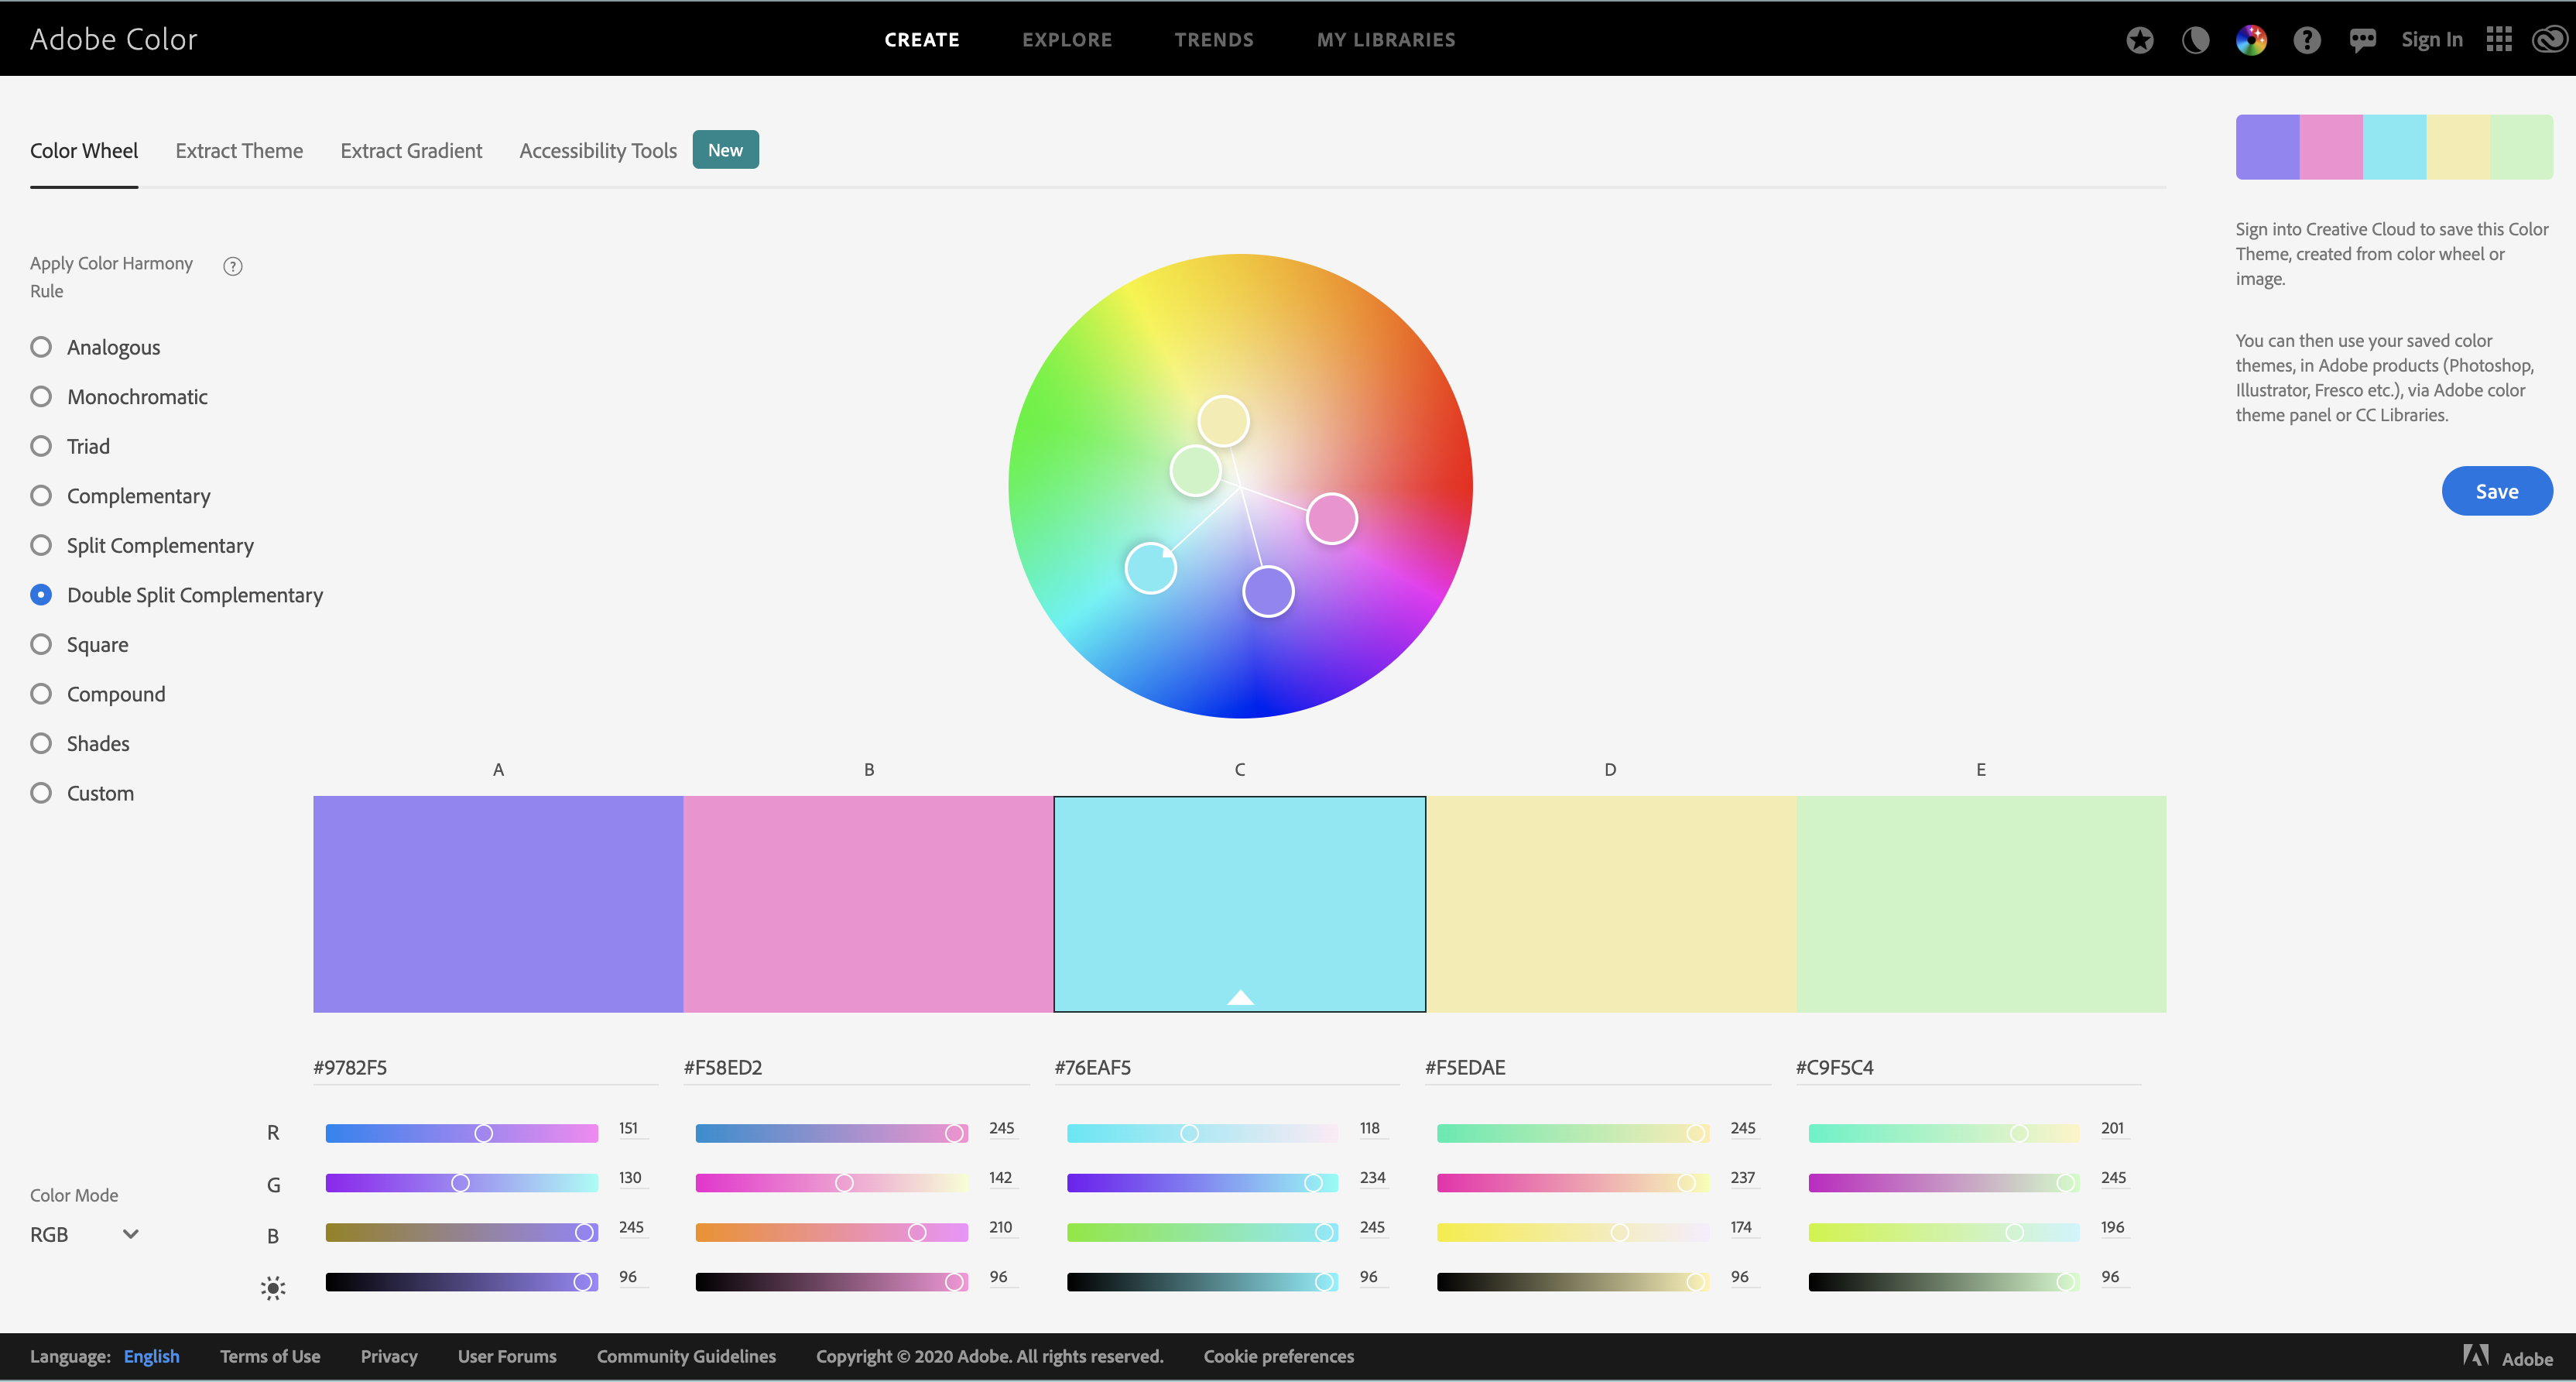 Adobe Color
CREATE
EXPLORE
TRENDS
MY LIBRARIES
Sign In
Color Wheel
Extract Theme
Extract Gradient
Accessibility Tools
New
Apply Color Harmony
Rule
Analogous
Monochromatic
Triad
Complementary
Split Complementary
Double Split Complementary
Square
Compound
Shades
Custom
Sign into Creative Cloud to save this Color
Theme, created from color wheel or
image.
You can then use your saved color
themes, in Adobe products (Photoshop,
Illustrator, Fresco etc.), via Adobe color
theme panel or CC Libraries.
Save
A B C D E
#9782F5 #F58ED2 #76EAF5 #F5EDAE #C9F5C4
R 151 245 118 245 201
G 130 142 234 237 245
B 245 210 245 174 196
96 96 96 96 96
Color Mode
RGB
Language: English Terms of Use Privacy User Forums Community Guidelines Copyright © 2020 Adobe. All rights reserved. Cookie preferences Adobe